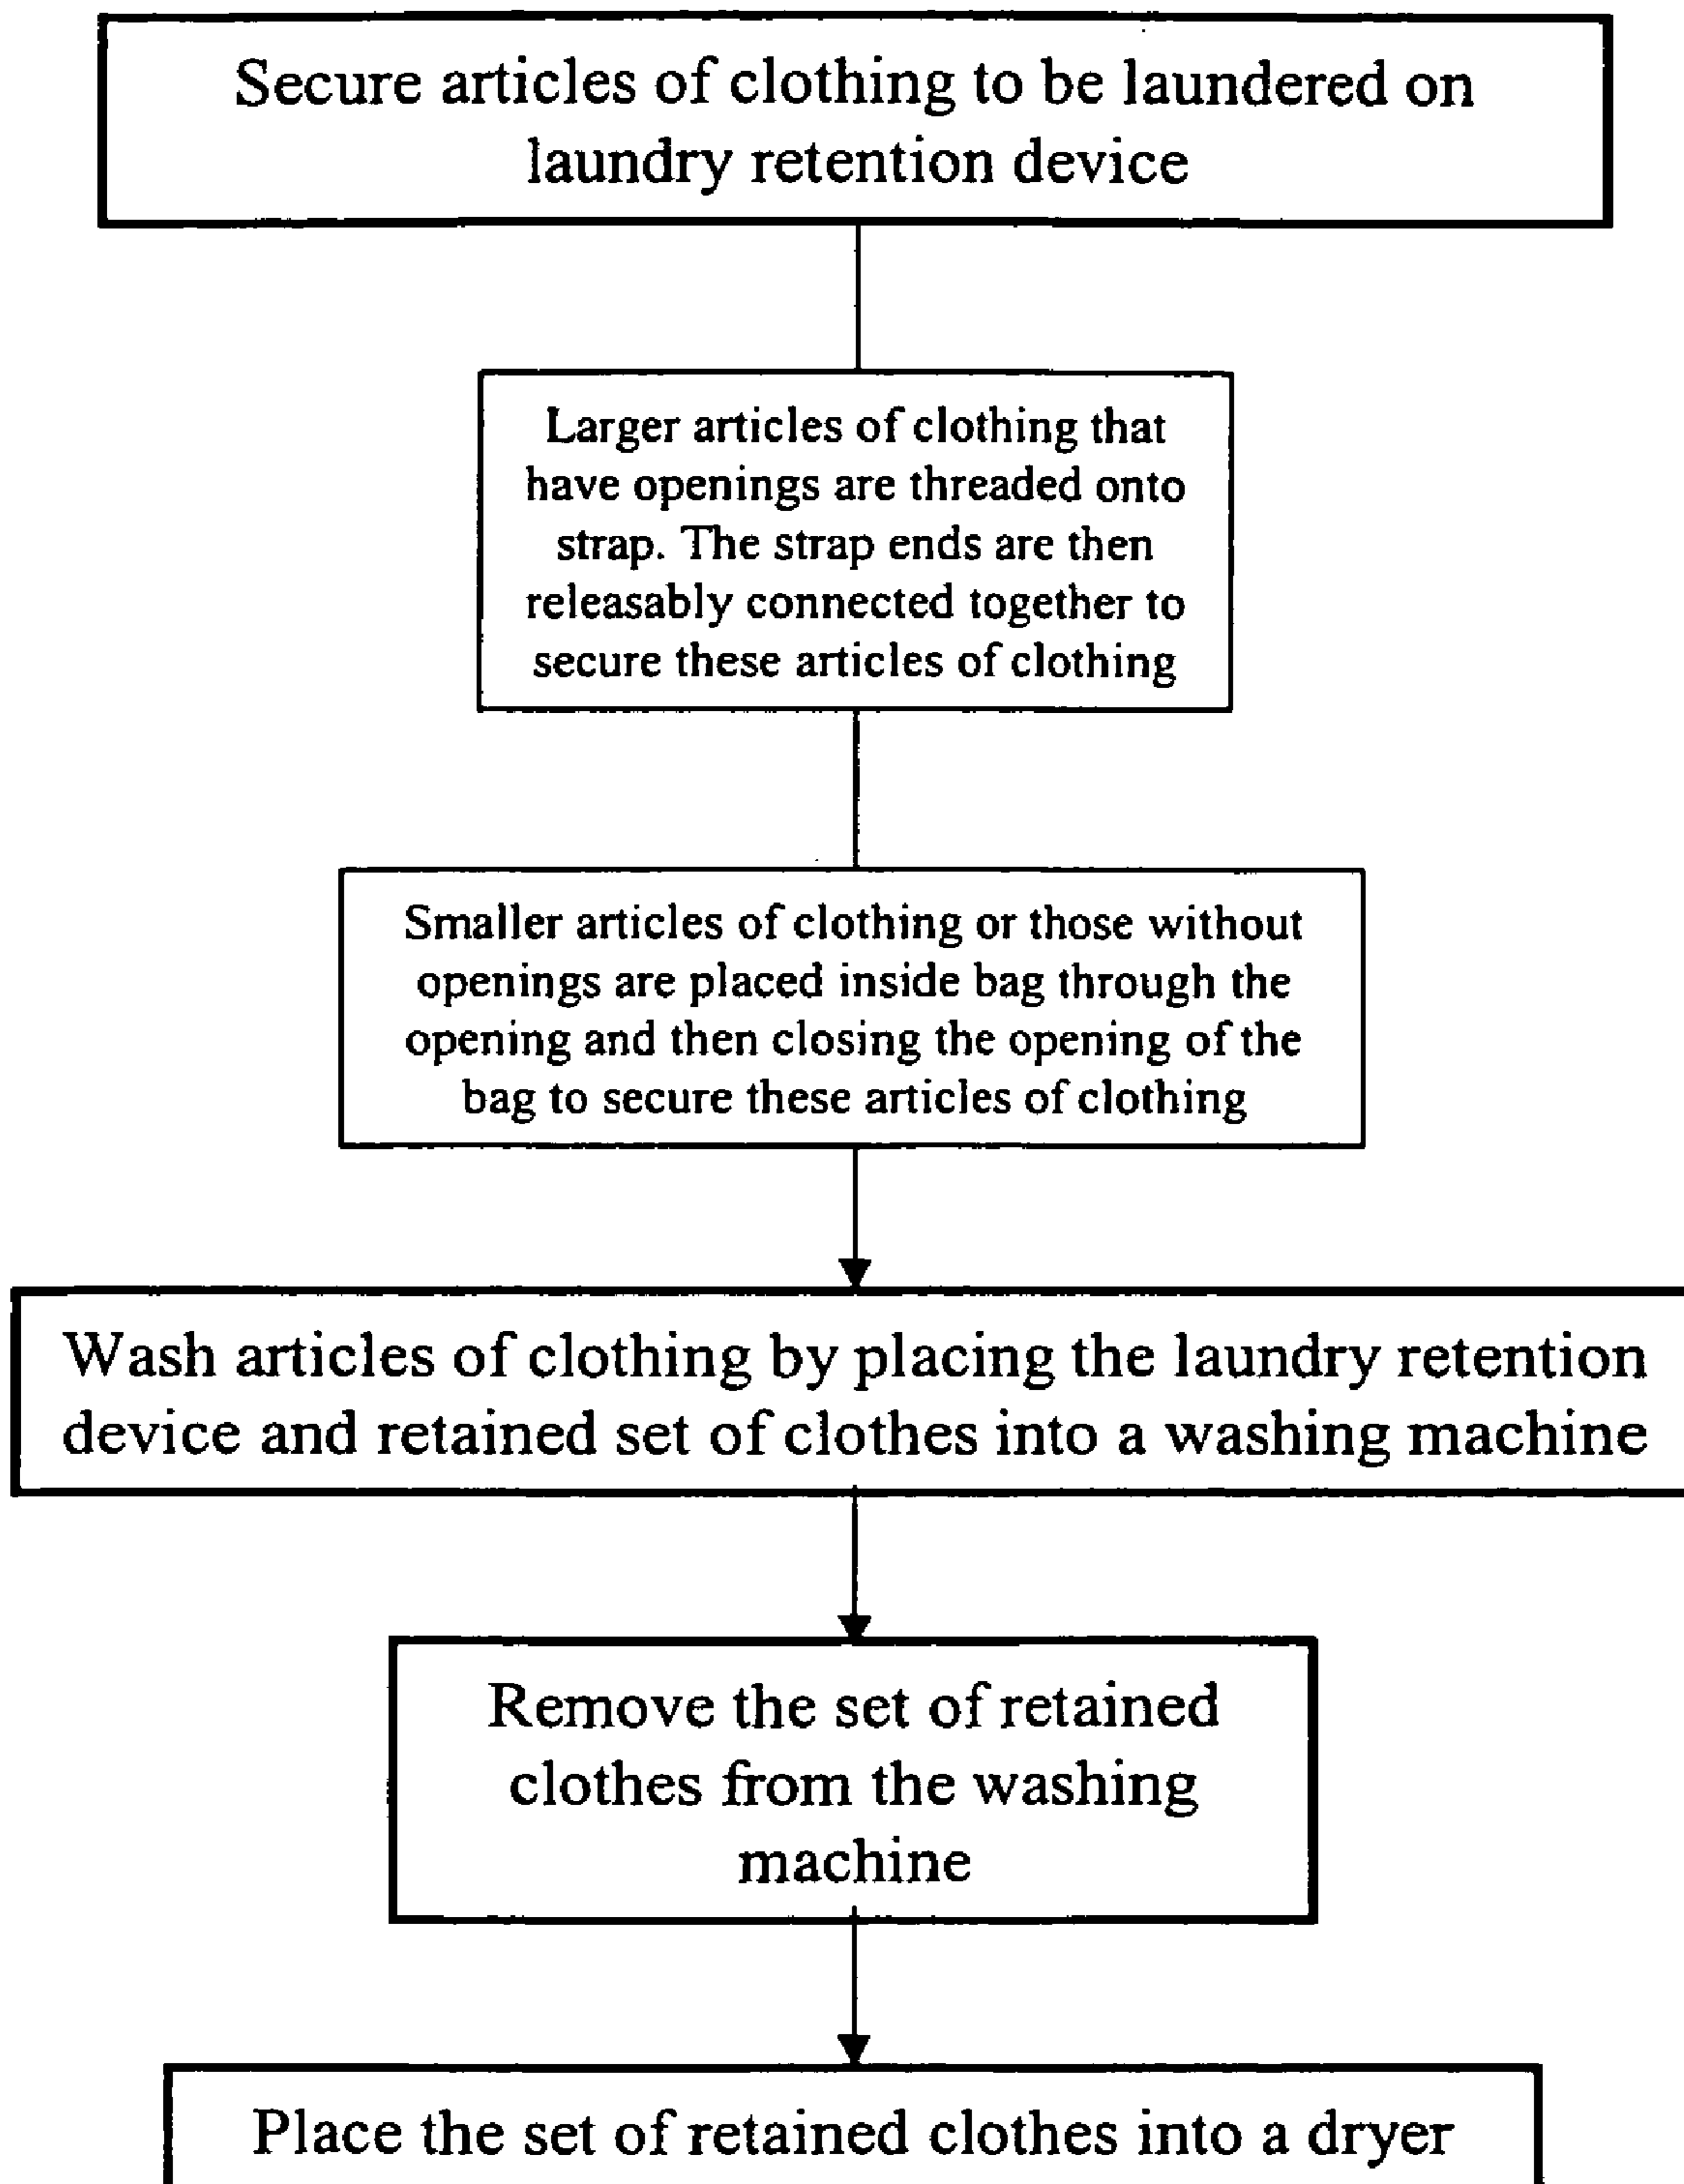 Secure articles of clothing to be laundered on
laundry retention device
Larger articles of clothing that
have openings are threaded onto
strap. The strap ends are then
releasably connected together to
secure these articles of clothing
Smaller articles of clothing or those without
openings are placed inside bag through the
opening and then closing the opening of the
bag to secure these articles of clothing
Wash articles of clothing by placing the laundry retention
device and retained set of clothes into a washing machine
Remove the set of retained
clothes from the washing
machine
Place the set of retained clothes into a dryer